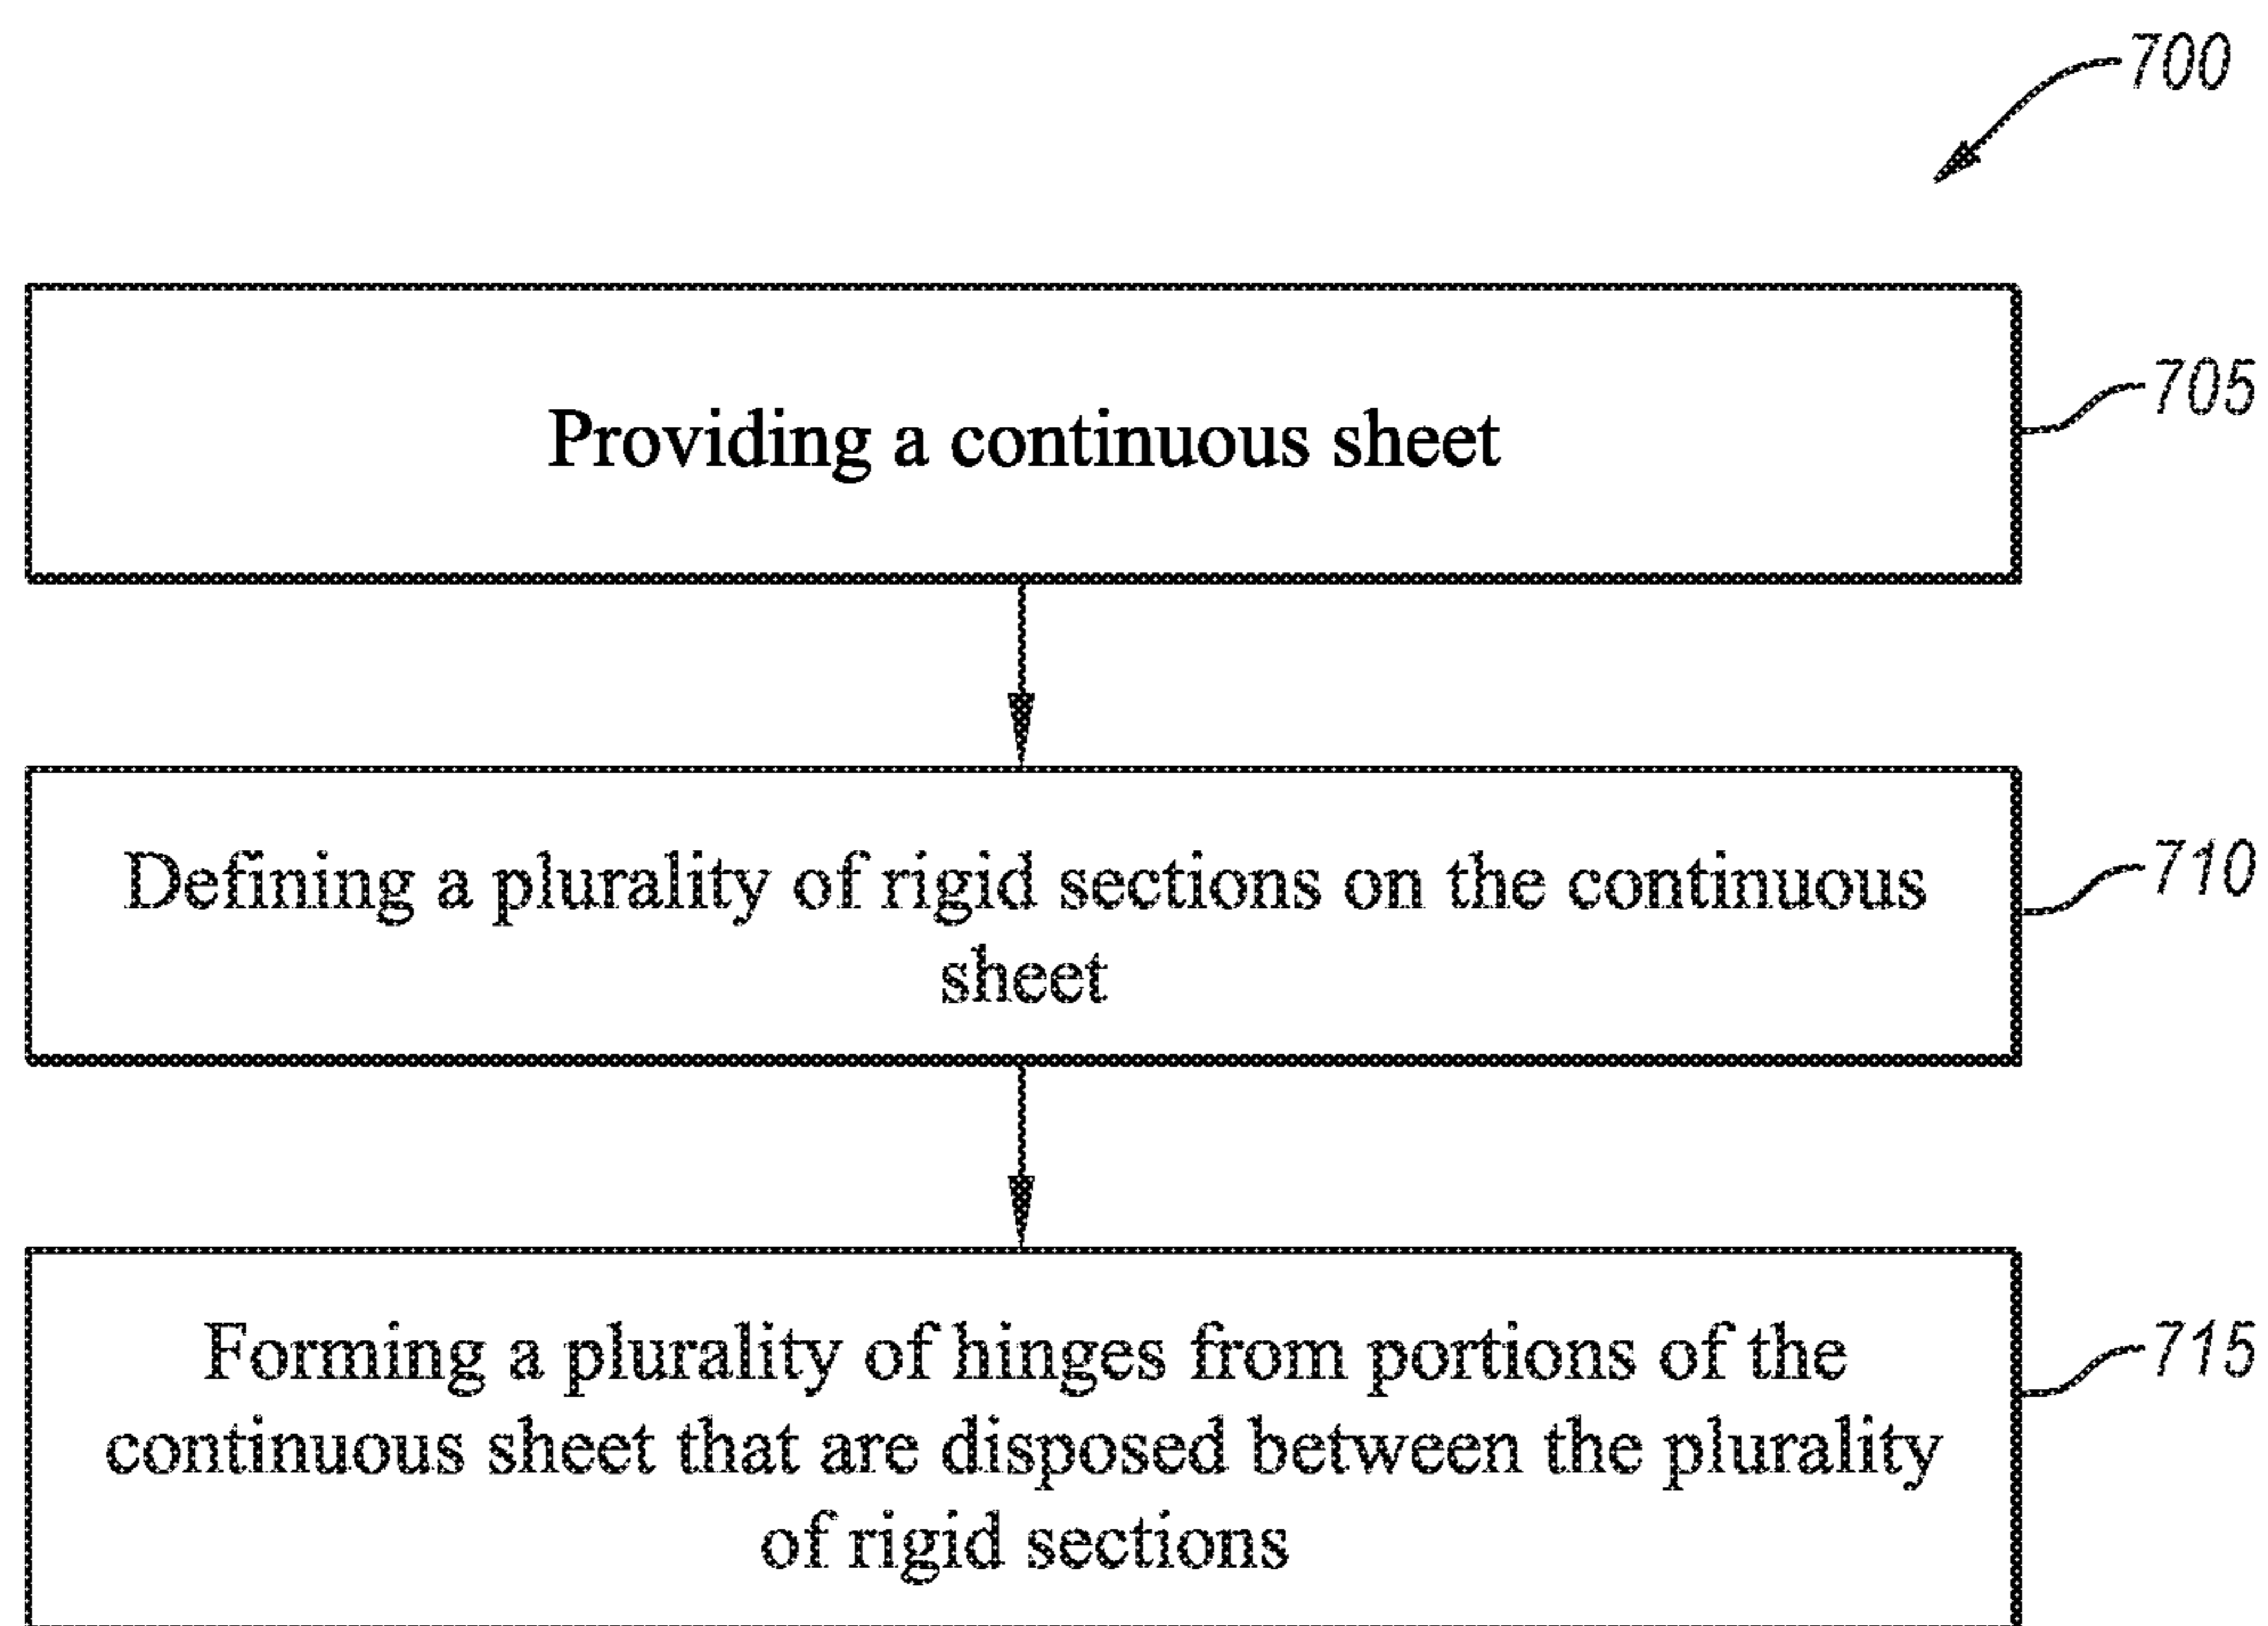 700
Providing a continuous sheet
705
Defining a plurality of rigid sections on the continuous
sheet
710
Forming a plurality of hinges from portions of the
continuous sheet that are disposed between the plurality
of rigid sections
715